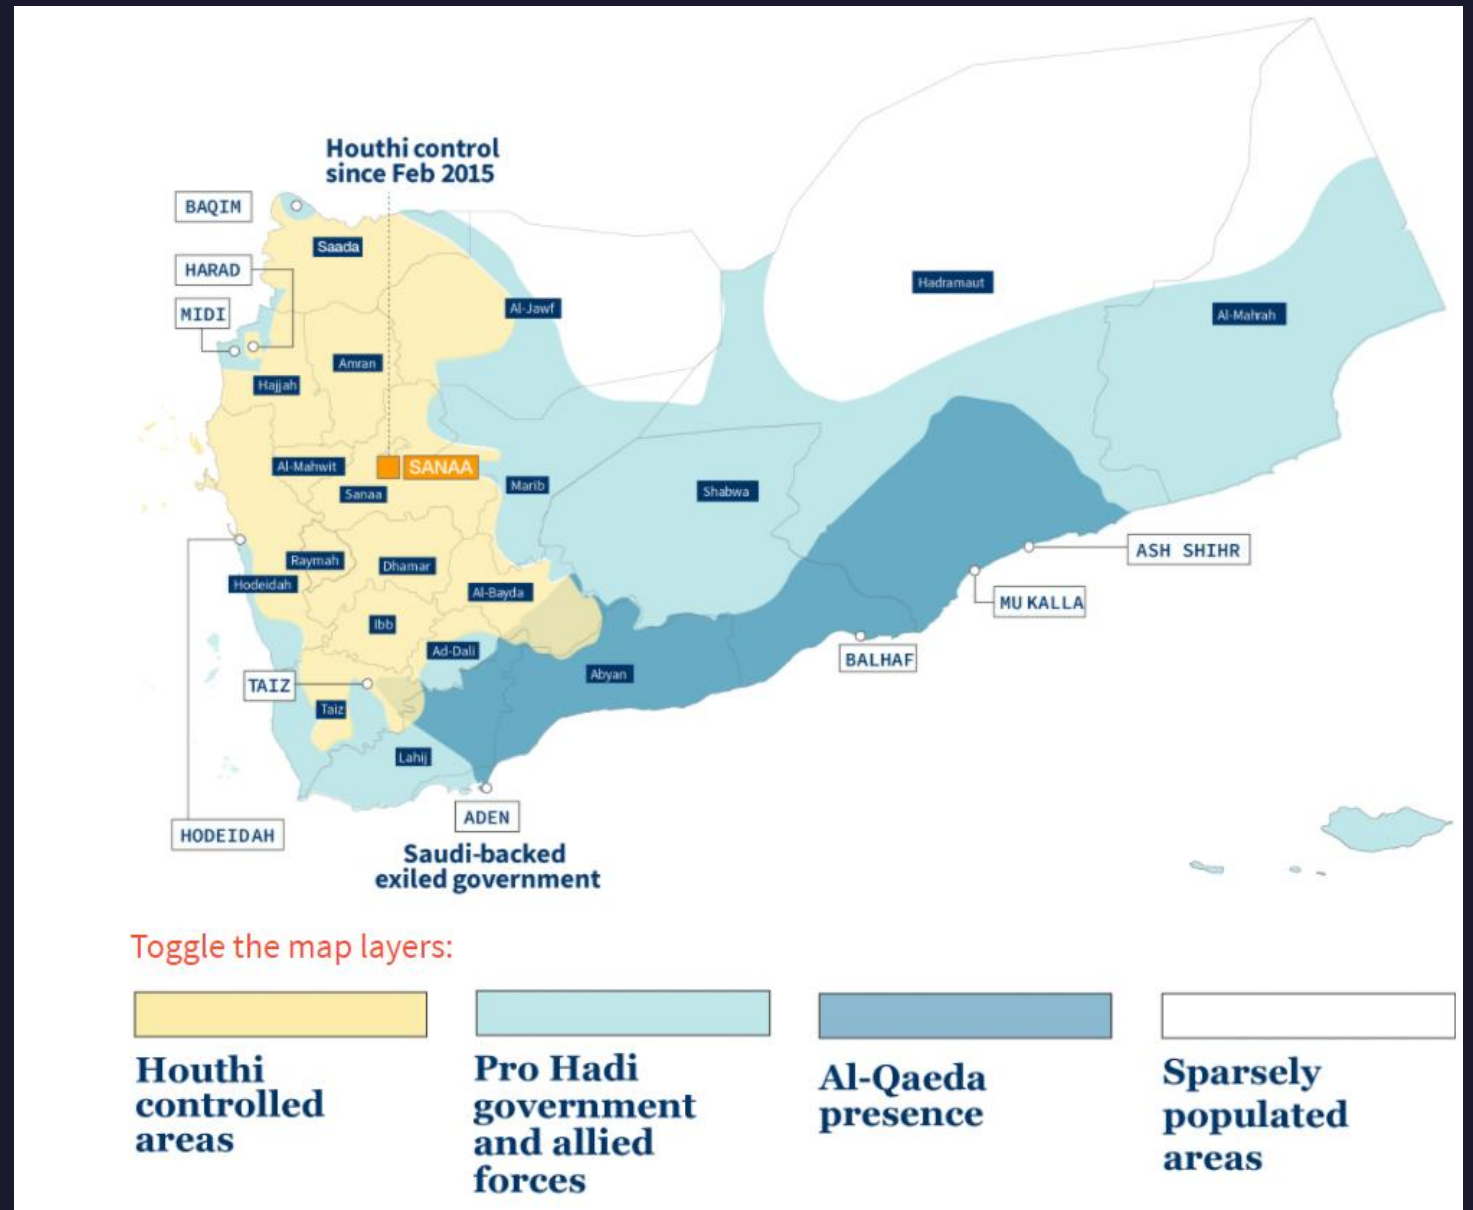 Houthi control
since Feb 2015
BAQIM
Saada
HARAD
MIDI
Al-Jawf
Hadramaut
Al-Mahrah
Amran
Hajjah
Al-Mahwit
SANAA
Sanaa
Marib
Shabwa
ASH SHIHR
Raymah
Dhamar
Hodeidah
Al-Bayda
MUKALLA
Ibb
Ad-Dali
BALHAF
Abyan
TAIZ
Taiz
Lahij
ADEN
HODEIDAH
Saudi-backed
exiled government
Toggle the map layers:
Houthi
controlled
areas
Pro Hadi
government
and allied
forces
Al-Qaeda
presence
Sparsely
populated
areas